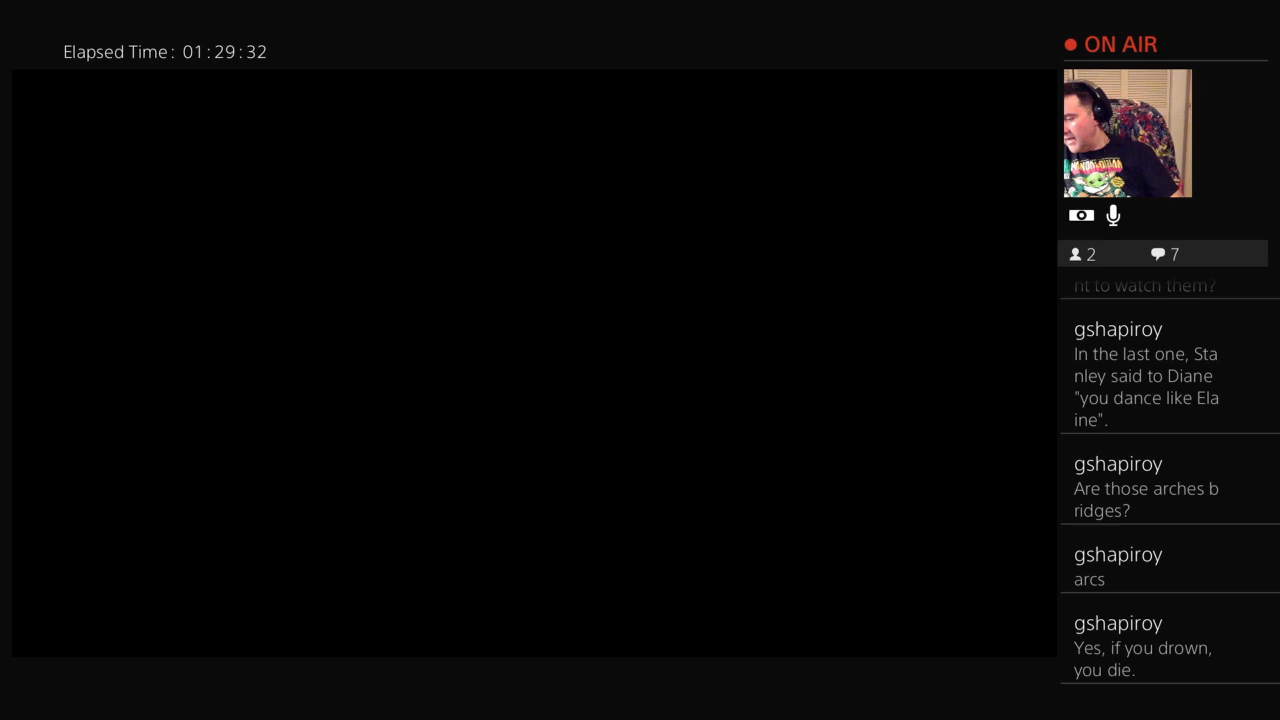 Elapsed Time: 01:29:32
ON AIR
2
7
nt to watch them?
gshapiroy
In the last one, Sta
nley said to Diane
"you dance like Ela
ine".
gshapiroy
Are those arches b
ridges?
gshapiroy
arcs
gshapiroy
Yes, if you drown,
you die.